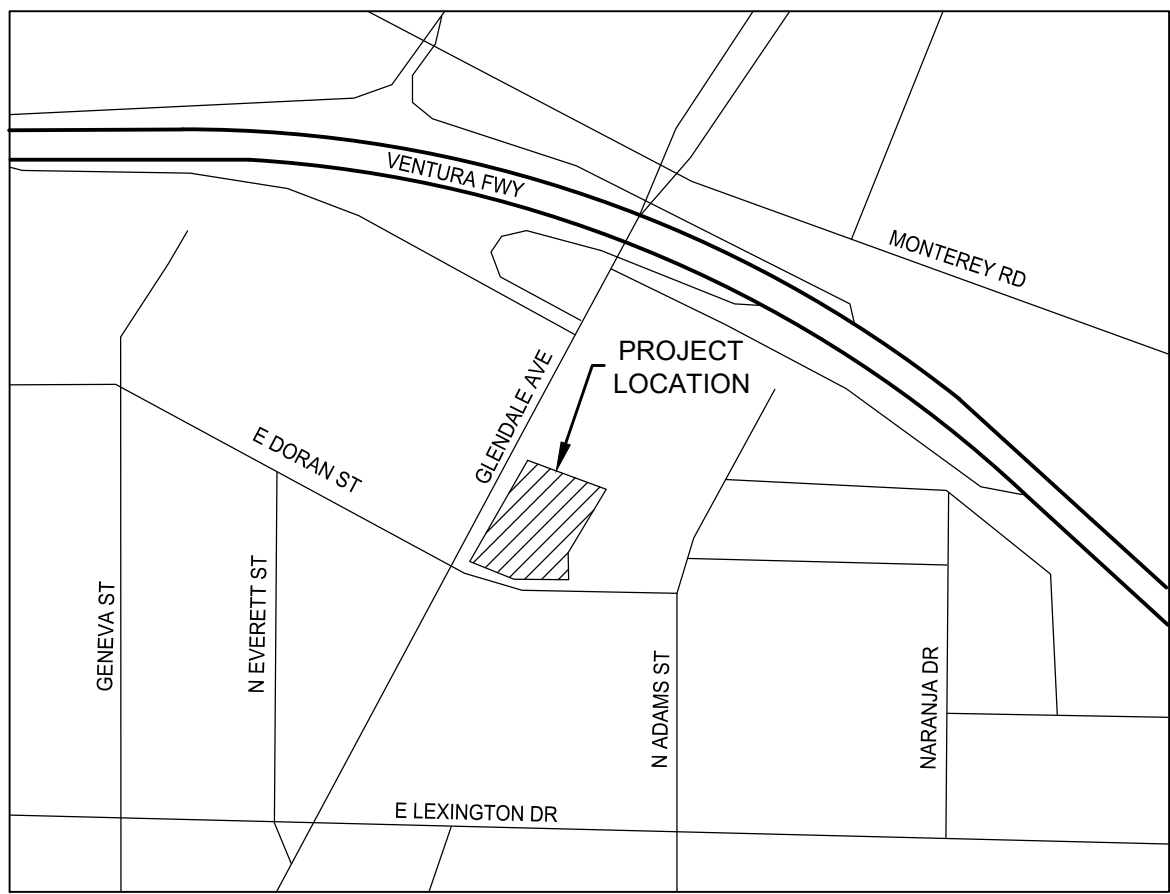 VENTURA FWY
MONTEREY RD
PROJECT
LOCATION
GLENDALE AVE
E DORAN ST
GENEVA ST
N EVERETT ST
N ADAMS ST
NARANJA DR
E LEXINGTON DR